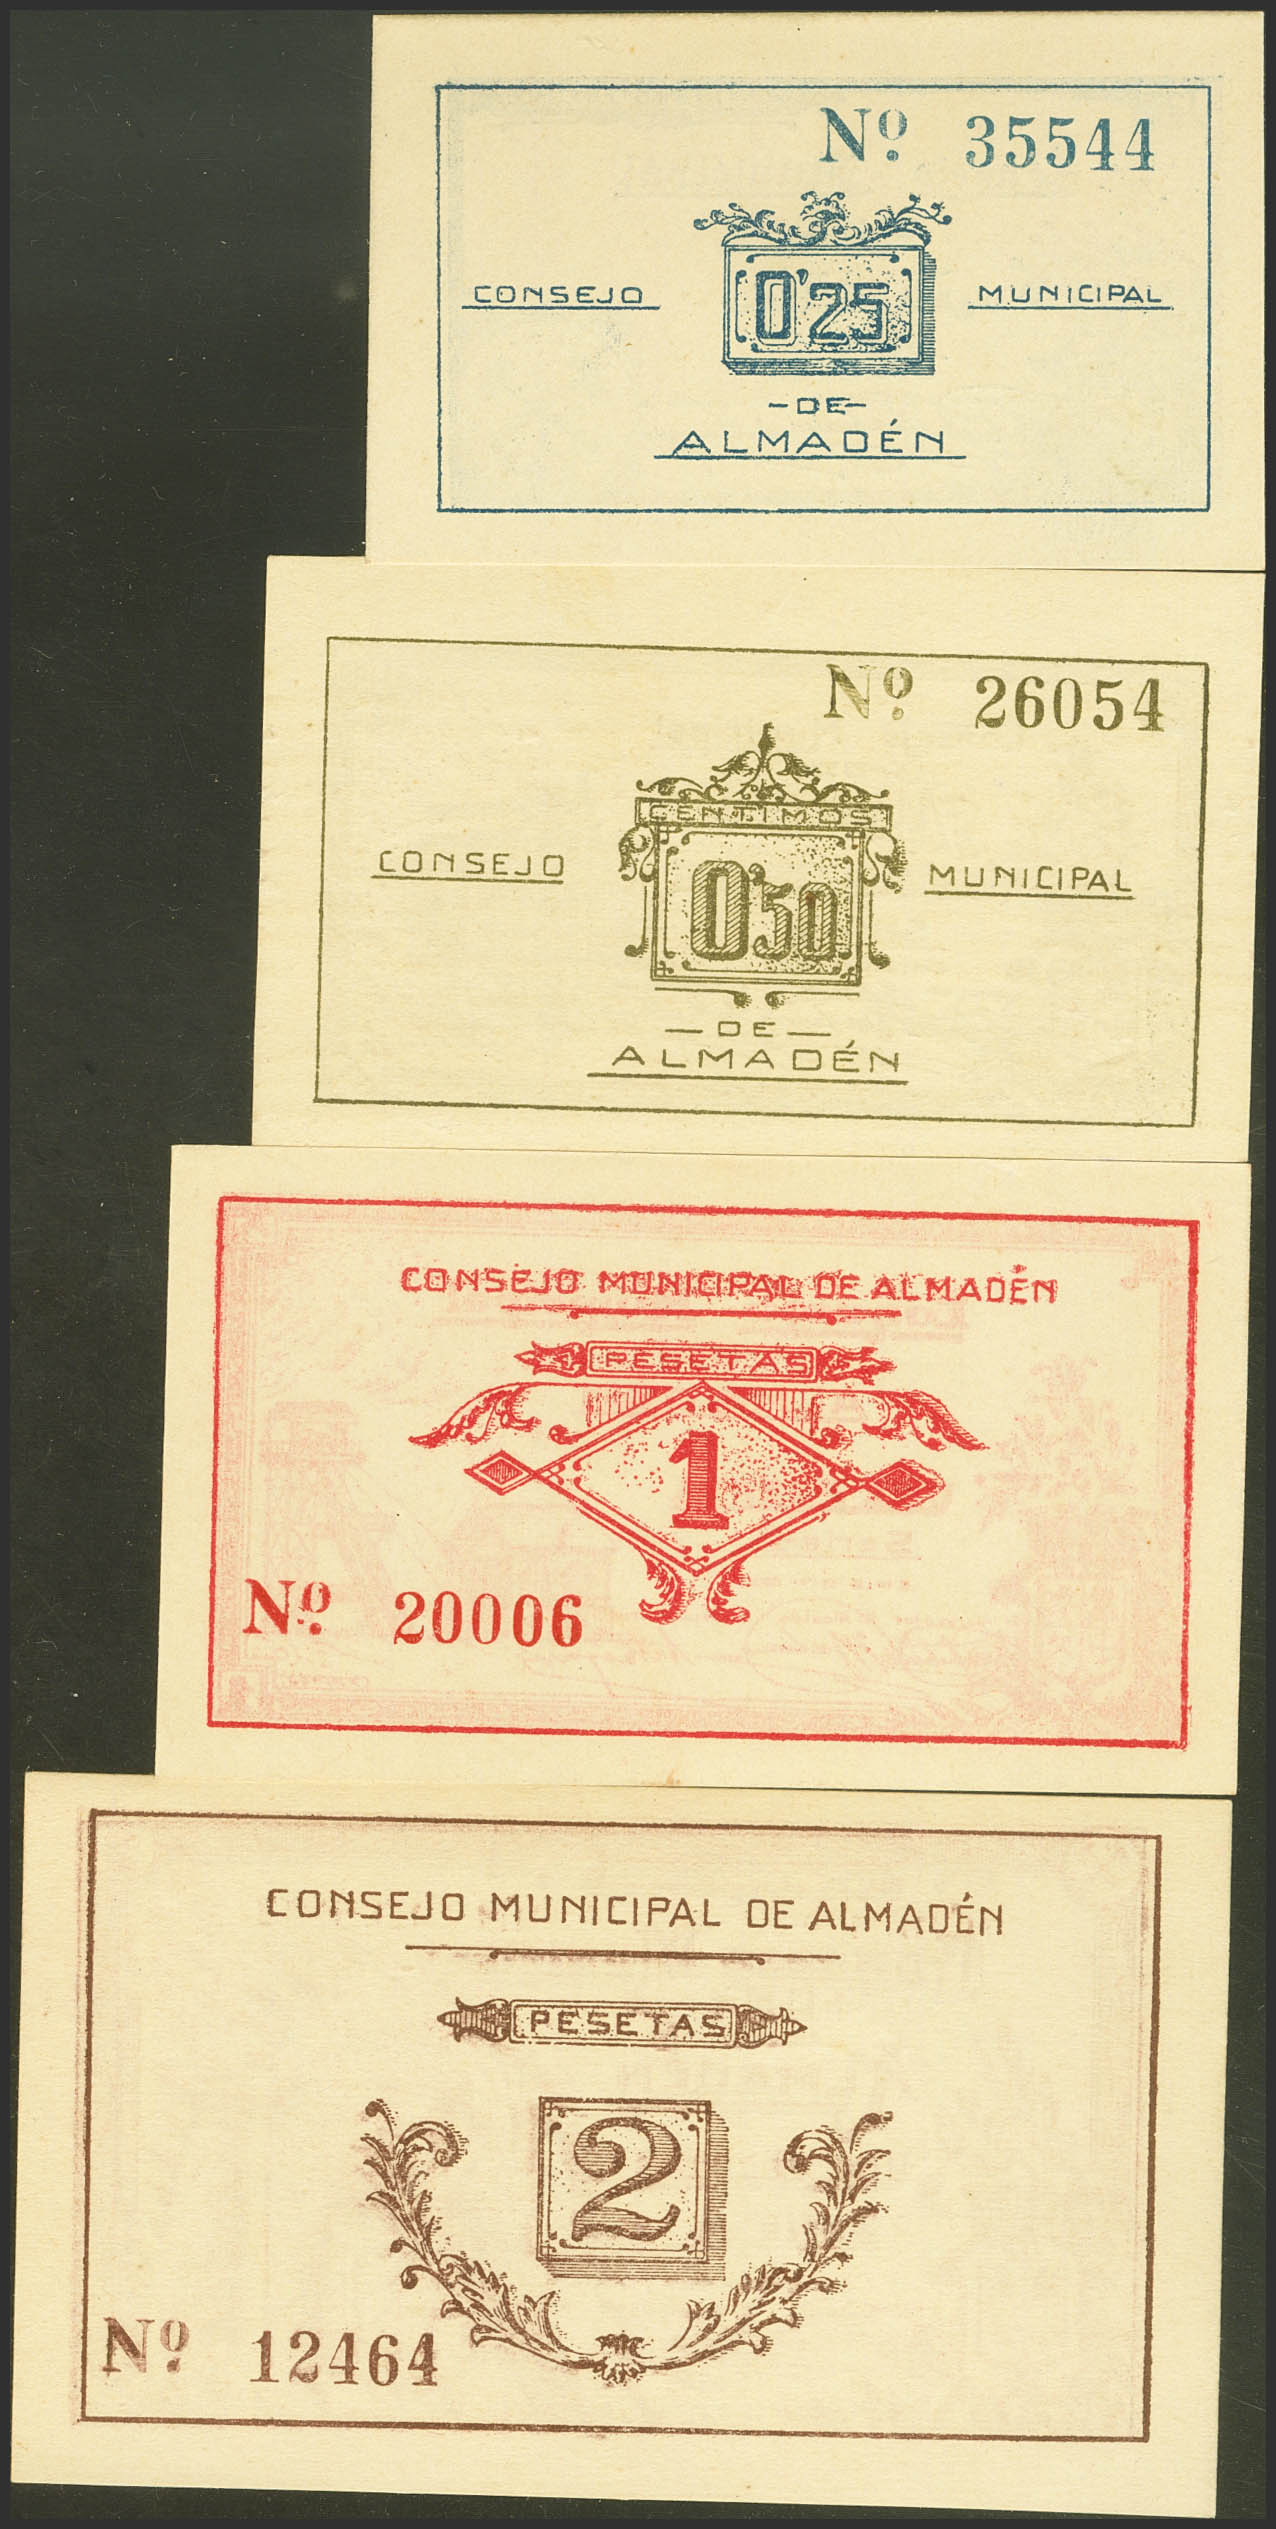 Nº 35544
0'25
CONSEJO MUNICIPAL
-DE-
ALMADÉN
Nº 26054
CENTIMOS
CONSEJO MUNICIPAL
0'50
-DE-
ALMADÉN
CONSEJO MUNICIPAL DE ALMADÉN
PESETAS
1
Nº 20006
CONSEJO MUNICIPAL DE ALMADÉN
PESETAS
2
Nº 12464